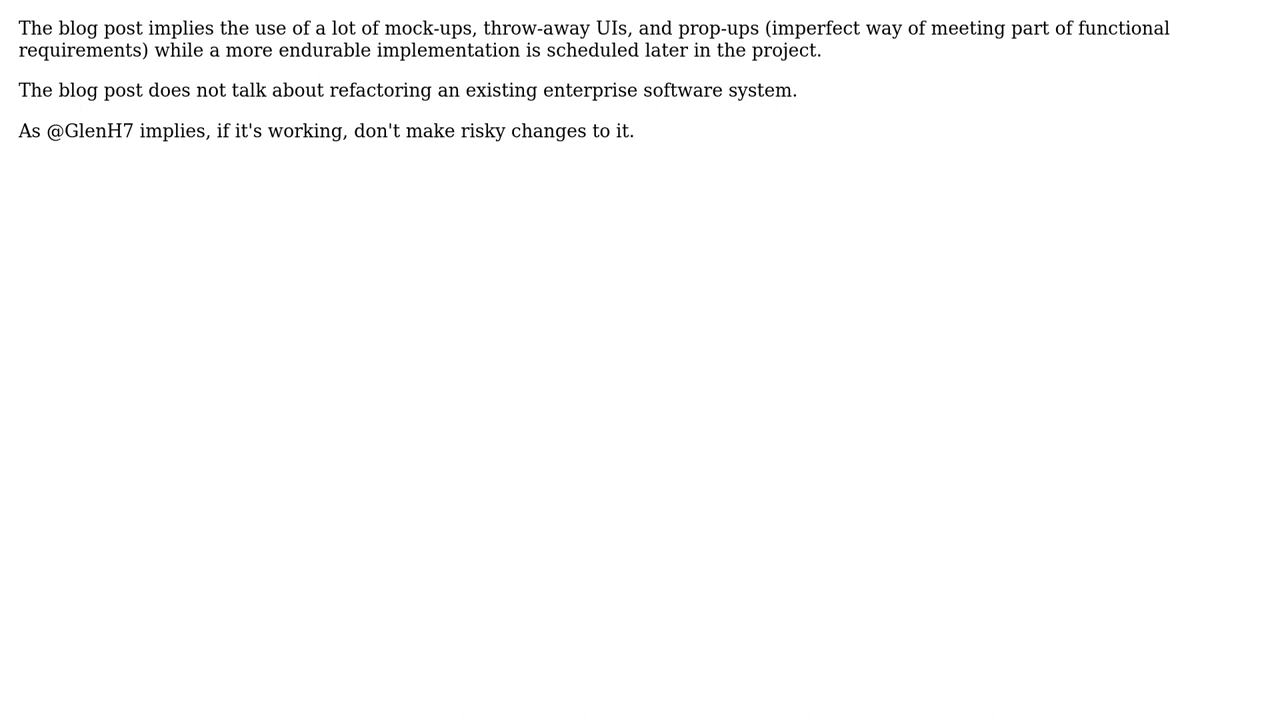 The blog post implies the use of a lot of mock-ups, throw-away UIs, and prop-ups (imperfect way of meeting part of functional
requirements) while a more endurable implementation is scheduled later in the project.
The blog post does not talk about refactoring an existing enterprise software system.
As @GlenH7 implies, if it's working, don't make risky changes to it.